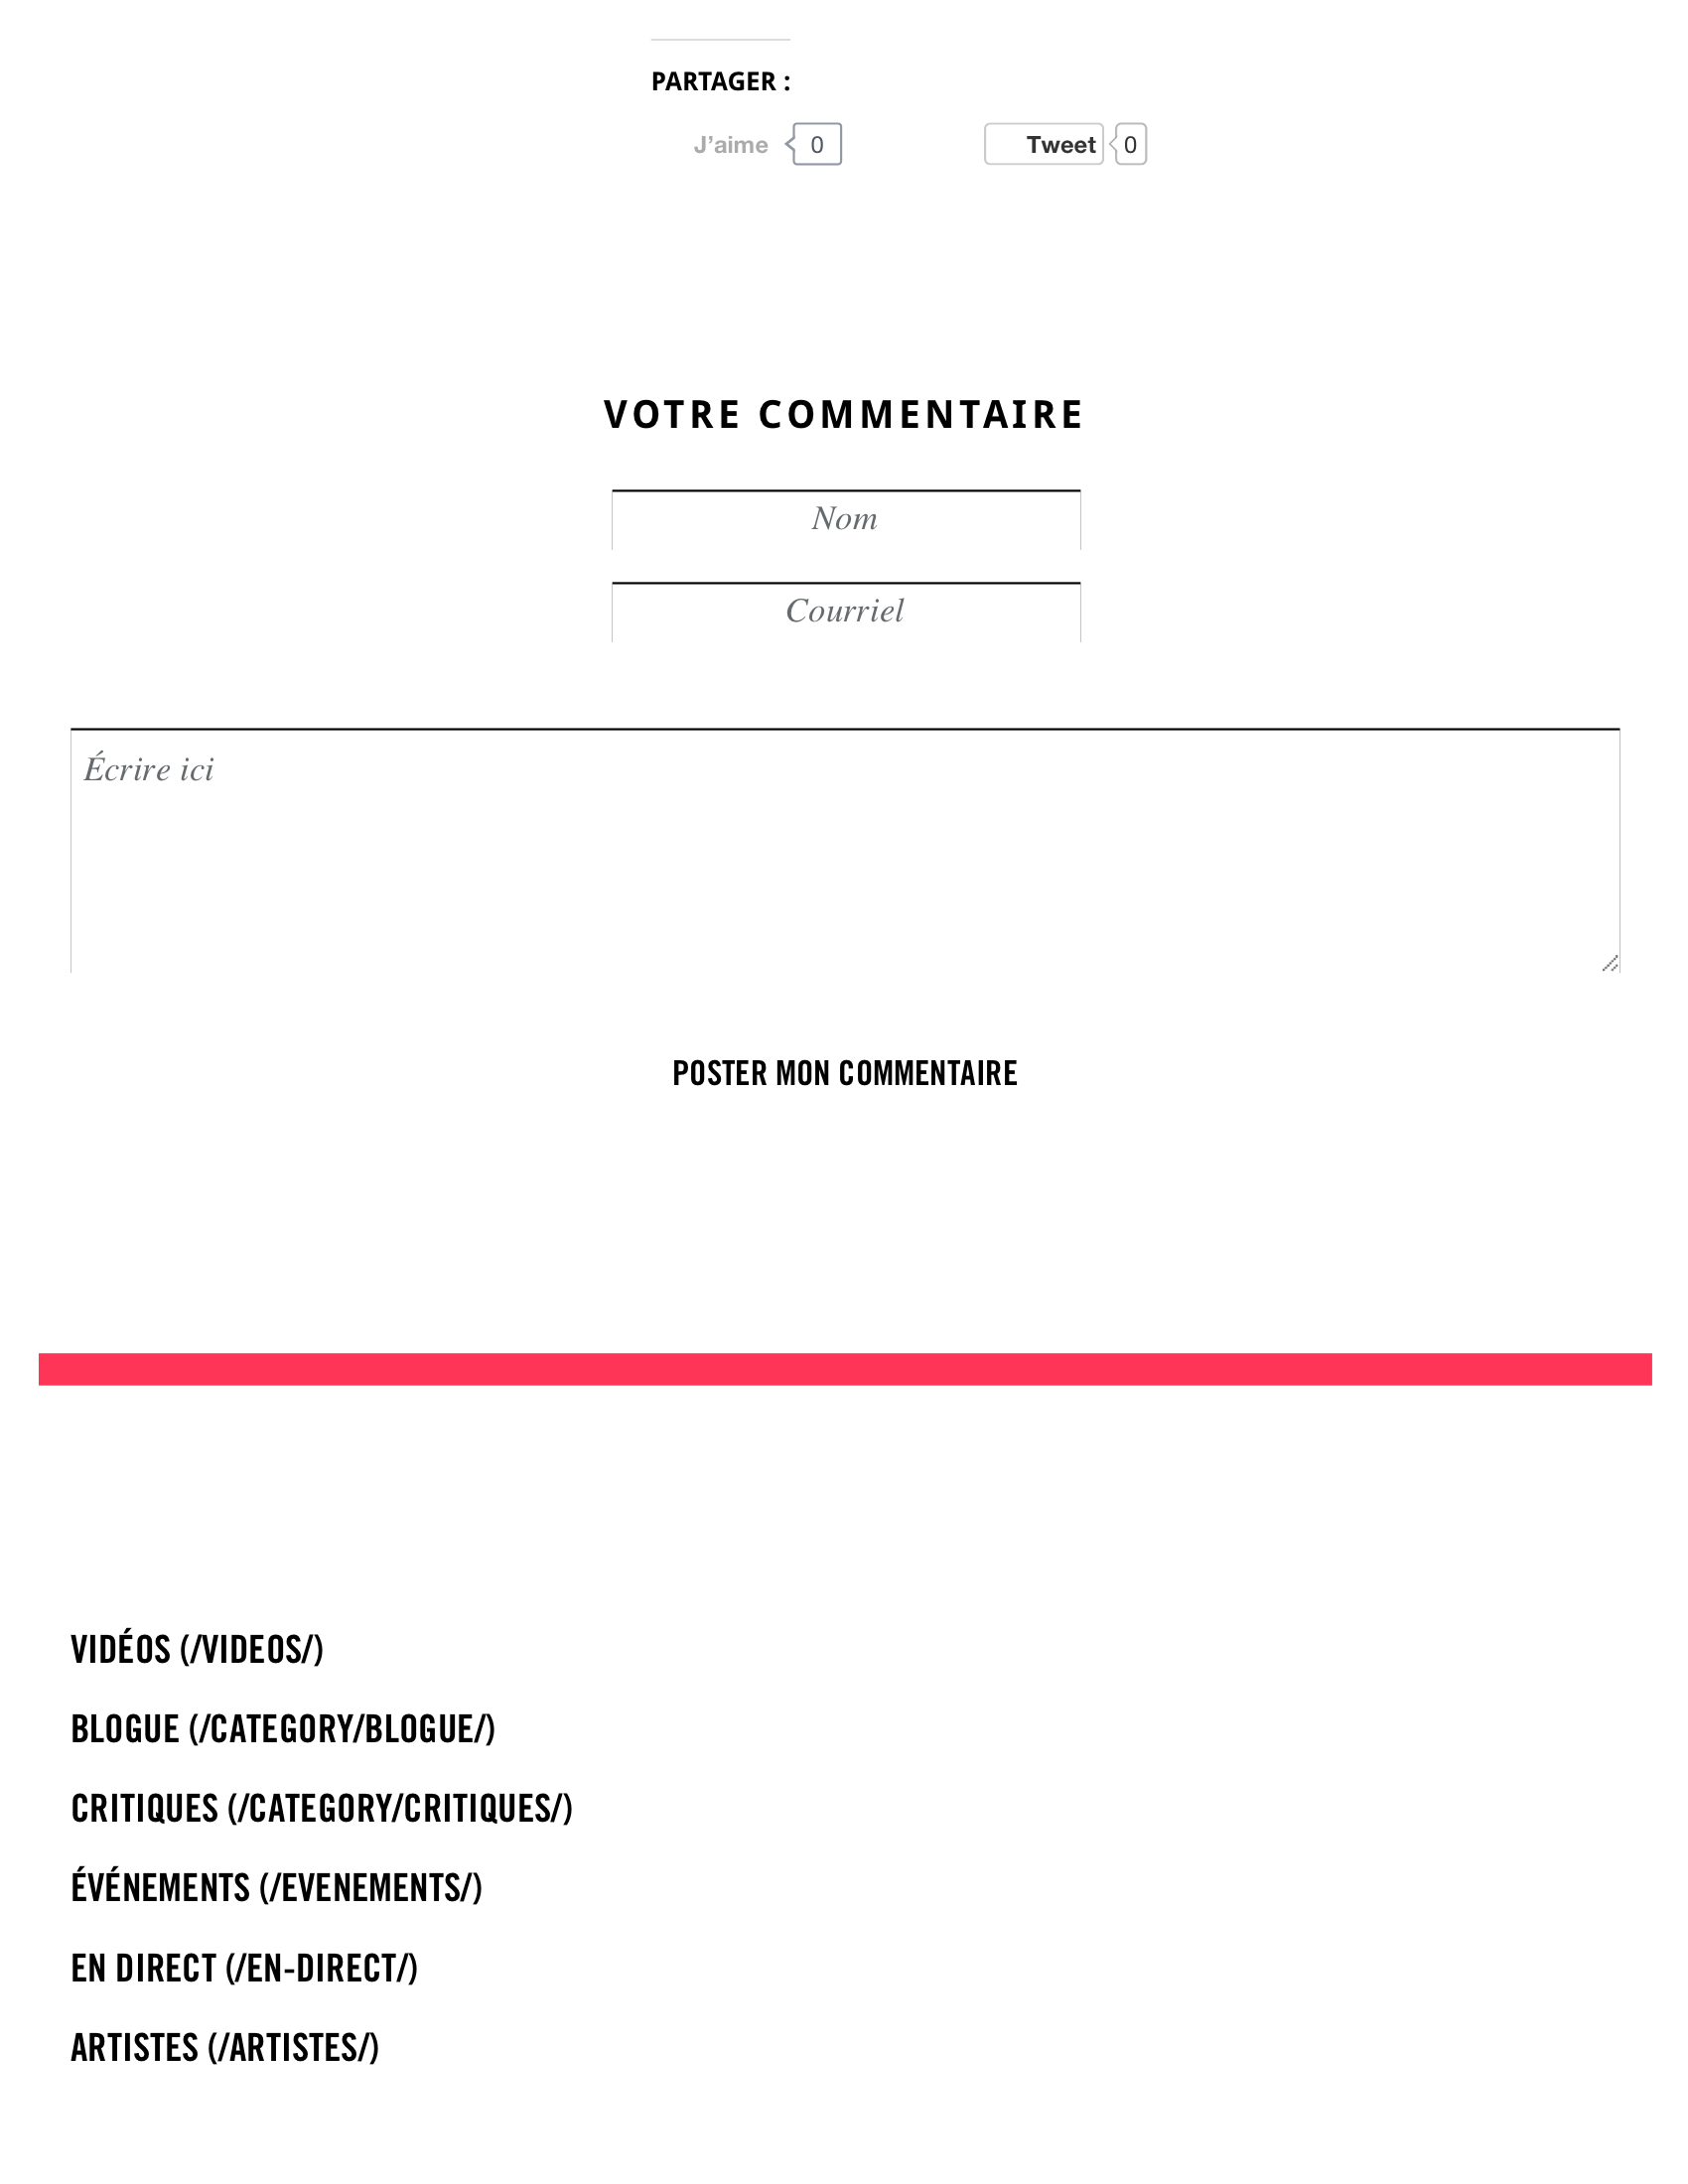 PARTAGER :
J’aime 0 Tweet 0
VOTRE COMMENTAIRE
Nom
Courriel
Écrire ici
POSTER MON COMMENTAIRE
VIDÉOS (/VIDEOS/)
BLOGUE (/CATEGORY/BLOGUE/)
CRITIQUES (/CATEGORY/CRITIQUES/)
ÉVÉNEMENTS (/EVENEMENTS/)
EN DIRECT (/EN-DIRECT/)
ARTISTES (/ARTISTES/)